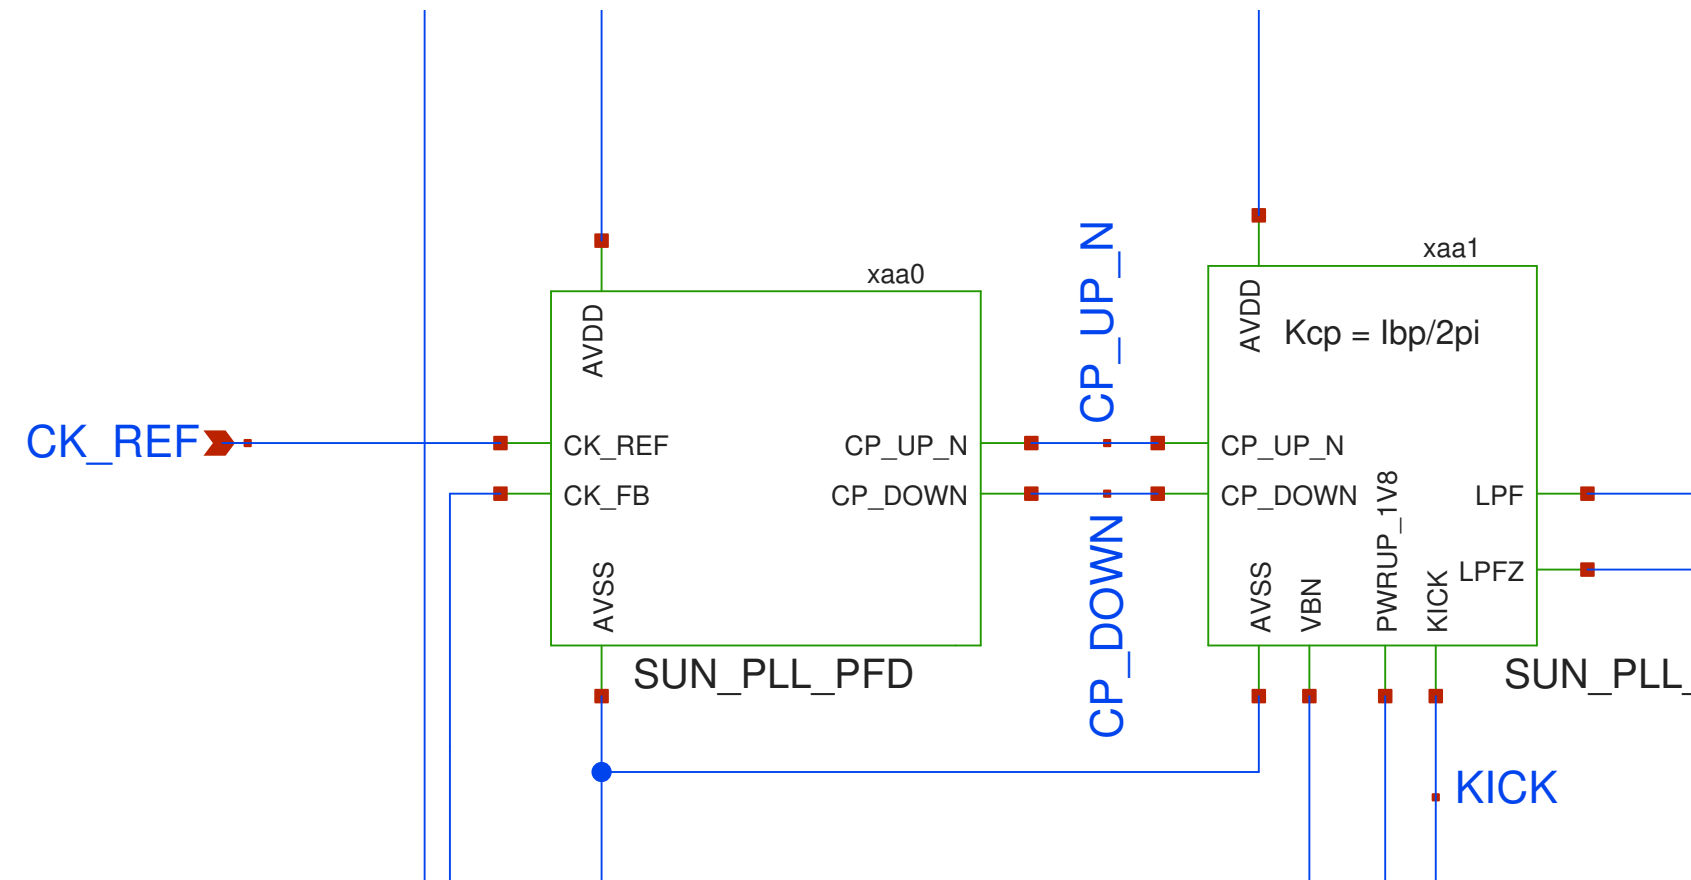 xaa1
xaa0
AVDD
AVDD
Kcp = Ibp/2pi
CP_UP_N
CK_REF
CK_REF
CP_UP_N
CP_UP_N
CK_FB
CP_DOWN
CP_DOWN
LPF
LPFZ
AVSS
CP_DOWN
AVSS
VBN
PWRUP_1V8
KICK
SUN_PLL_PFD
SUN_PLL_
KICK